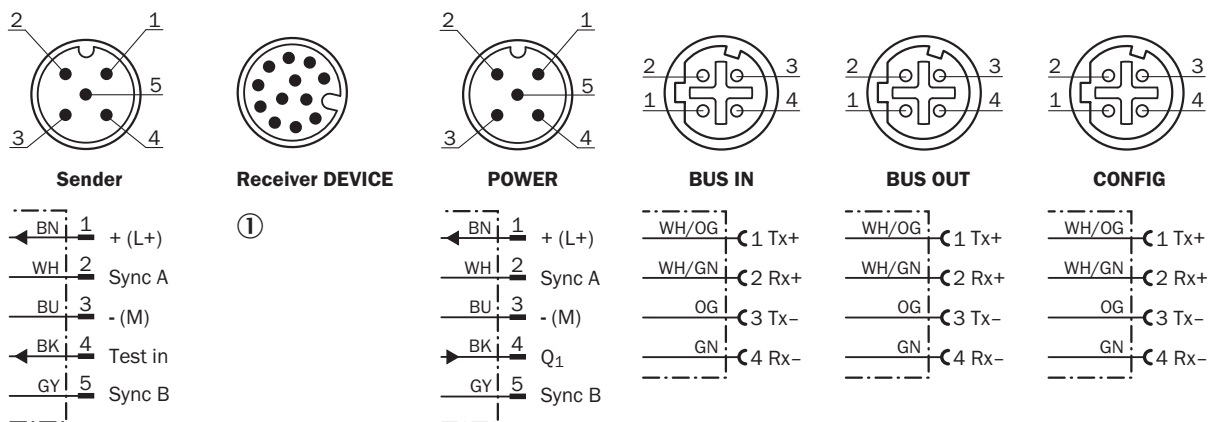 2 1
5
3 4
Sender
BN 1 + (L+)
WH 2 Sync A
BU 3 - (M)
BK 4 Test in
GY 5 Sync B
Receiver DEVICE
①
2 1
5
3 4
POWER
BN 1 + (L+)
WH 2 Sync A
BU 3 - (M)
BK 4 Q1
GY 5 Sync B
2 3
1 4
BUS IN
WH/OG 1 Tx+
WH/GN 2 Rx+
OG 3 Tx–
GN 4 Rx–
2 3
1 4
BUS OUT
WH/OG 1 Tx+
WH/GN 2 Rx+
OG 3 Tx–
GN 4 Rx–
2 3
1 4
CONFIG
WH/OG 1 Tx+
WH/GN 2 Rx+
OG 3 Tx–
GN 4 Rx–